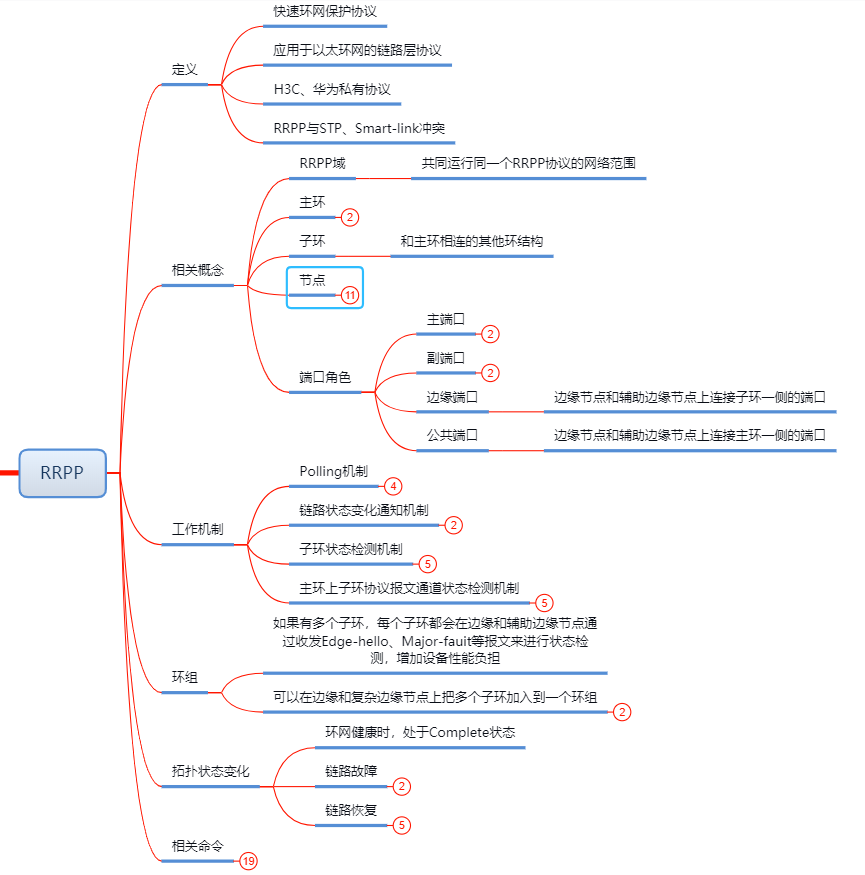 RRPP
定义
快速环网保护协议
应用于以太环网的链路层协议
H3C、华为私有协议
RRPP与STP、Smart-link冲突
相关概念
RRPP域
共同运行同一个RRPP协议的网络范围
主环
2
子环
和主环相连的其他环结构
节点
11
端口角色
主端口
2
副端口
2
边缘端口
边缘节点和辅助边缘节点上连接子环一侧的端口
公共端口
边缘节点和辅助边缘节点上连接主环一侧的端口
工作机制
Polling机制
4
链路状态变化通知机制
2
子环状态检测机制
5
主环上子环协议报文通道状态检测机制
5
环组
如果有多个子环，每个子环都会在边缘和辅助边缘节点通
过收发Edge-hello、Major-fauit等报文来进行状态检
测，增加设备性能负担
可以在边缘和复杂边缘节点上把多个子环加入到一个环组
2
拓扑状态变化
环网健康时，处于Complete状态
链路故障
2
链路恢复
5
相关命令
19